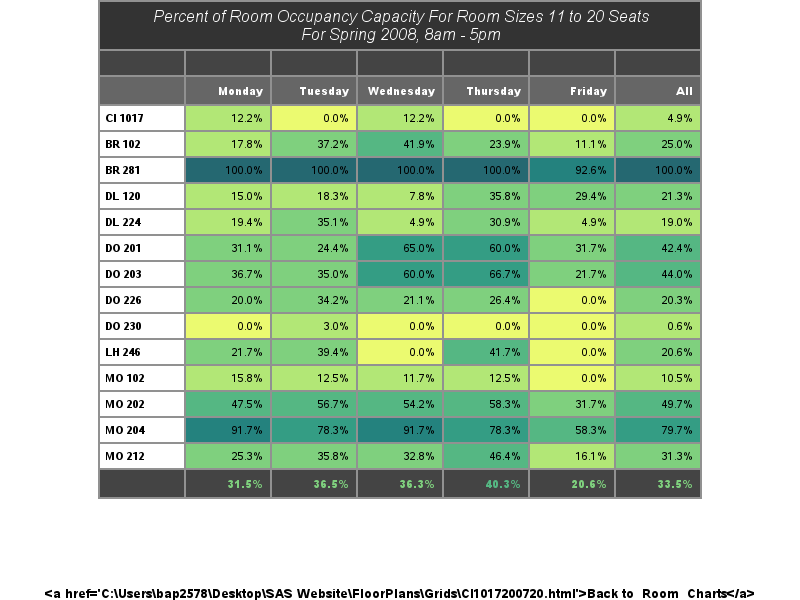 Percent of Room Occupancy Capacity For Room Sizes 11 to 20 Seats
For Spring 2008, 8am - 5pm
Monday Tuesday Wednesday Thursday Friday All
CI 1017 12.2% 0.0% 12.2% 0.0% 0.0% 4.9%
BR 102 17.8% 37.2% 41.9% 23.9% 11.1% 25.0%
BR 281 100.0% 100.0% 100.0% 100.0% 92.6% 100.0%
DL 120 15.0% 18.3% 7.8% 35.8% 29.4% 21.3%
DL 224 19.4% 35.1% 4.9% 30.9% 4.9% 19.0%
DO 201 31.1% 24.4% 65.0% 60.0% 31.7% 42.4%
DO 203 36.7% 35.0% 60.0% 66.7% 21.7% 44.0%
DO 226 20.0% 34.2% 21.1% 26.4% 0.0% 20.3%
DO 230 0.0% 3.0% 0.0% 0.0% 0.0% 0.6%
LH 246 21.7% 39.4% 0.0% 41.7% 0.0% 20.6%
MO 102 15.8% 12.5% 11.7% 12.5% 0.0% 10.5%
MO 202 47.5% 56.7% 54.2% 58.3% 31.7% 49.7%
MO 204 91.7% 78.3% 91.7% 78.3% 58.3% 79.7%
MO 212 25.3% 35.8% 32.8% 46.4% 16.1% 31.3%
31.5% 36.5% 36.3% 40.3% 20.6% 33.5%
<a href='C:\Users\bap2578\Desktop\SAS Website\FloorPlans\Grids\CI1017200720.html'>Back to Room Charts</a>